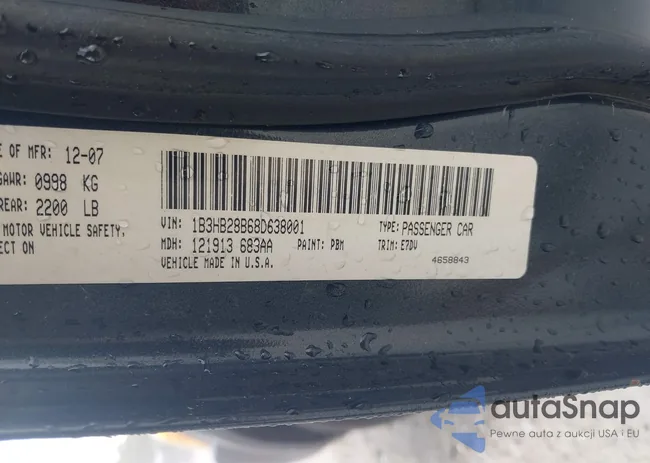 E OF MFR: 12-07
GAWR: 0998 KG
REAR: 2200 LB
MOTOR VEHICLE SAFETY.
ECT ON
VIN: 1B3HB28B68D638001
TYPE: PASSENGER CAR
MDH: 121913 683AA
PAINT: PBM
TRIM: E7DV
VEHICLE MADE IN U.S.A.
4658843
autoSnap
Pewne auto z aukcji USA i EU